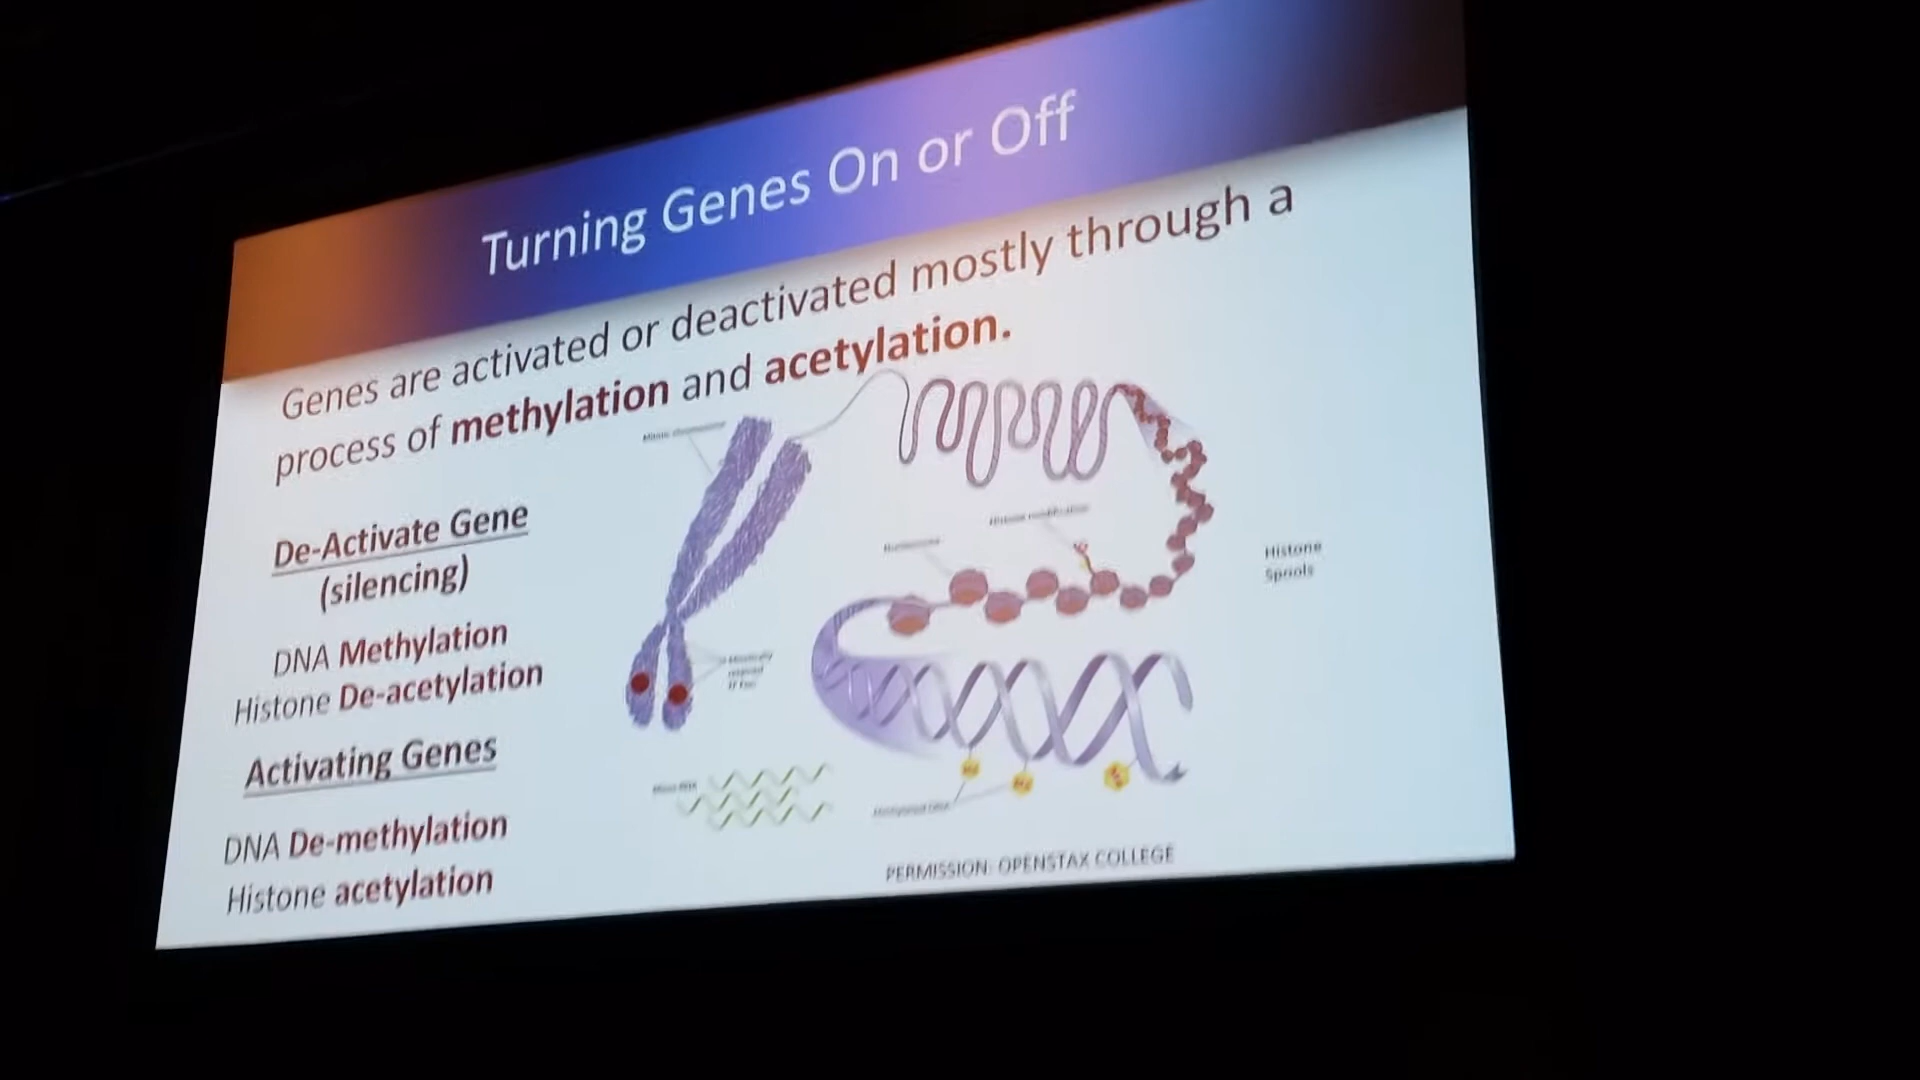 Turning Genes On or Off
Genes are activated or deactivated mostly through a
process of methylation and acetylation.
De-Activate Gene
(silencing)
DNA Methylation
Histone De-acetylation
Activating Genes
DNA De-methylation
Histone acetylation
Histone
Spools
PERMISSION: OPENSTAX COLLEGE